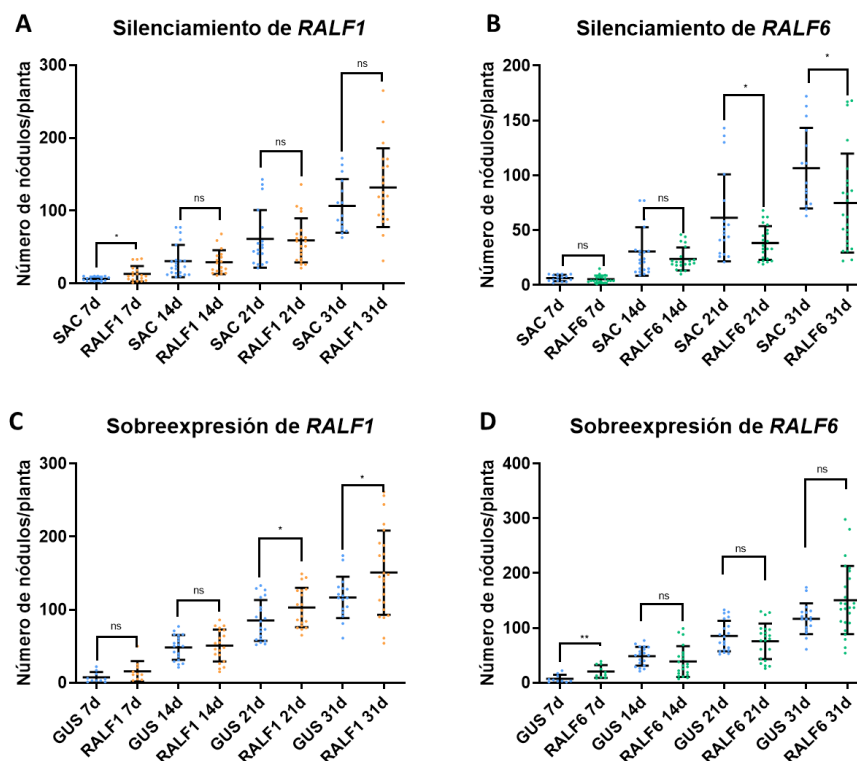 A
Silenciamiento de RALF1
Número de nódulos/planta
300
200
100
0
*
ns
ns
ns
SAC 7d
RALF1 7d
SAC 14d
RALF1 14d
SAC 21d
RALF1 21d
SAC 31d
RALF1 31d
B
Silenciamiento de RALF6
Número de nódulos/planta
200
150
100
50
0
ns
ns
*
*
SAC 7d
RALF6 7d
SAC 14d
RALF6 14d
SAC 21d
RALF6 21d
SAC 31d
RALF6 31d
C
Sobreexpresión de RALF1
Número de nódulos/planta
300
200
100
0
ns
ns
*
*
GUS 7d
RALF1 7d
GUS 14d
RALF1 14d
GUS 21d
RALF1 21d
GUS 31d
RALF1 31d
D
Sobreexpresión de RALF6
Número de nódulos/planta
400
300
200
100
0
**
ns
ns
ns
GUS 7d
RALF6 7d
GUS 14d
RALF6 14d
GUS 21d
RALF6 21d
GUS 31d
RALF6 31d